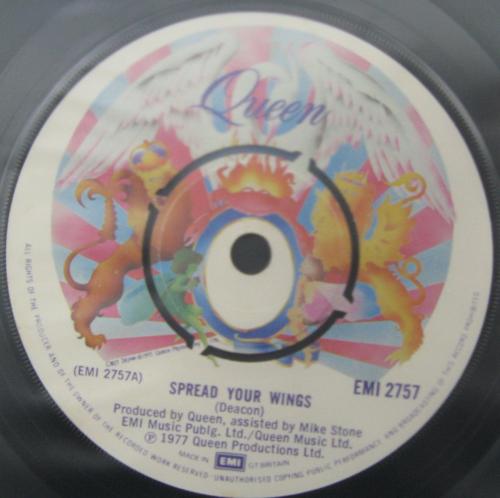 Queen
(EMI 2757A)
SPREAD YOUR WINGS
EMI 2757
(Deacon)
Produced by Queen, assisted by Mike Stone
EMI Music Publg. Ltd./Queen Music Ltd.
℗ 1977 Queen Productions Ltd.
MADE IN EMI GT BRITAIN
ALL RIGHTS OF THE PRODUCER AND OF THE OWNER OF THE RECORDED WORK RESERVED · UNAUTHORISED COPYING PUBLIC PERFORMANCE AND BROADCASTING OF THIS RECORD PROHIBITED